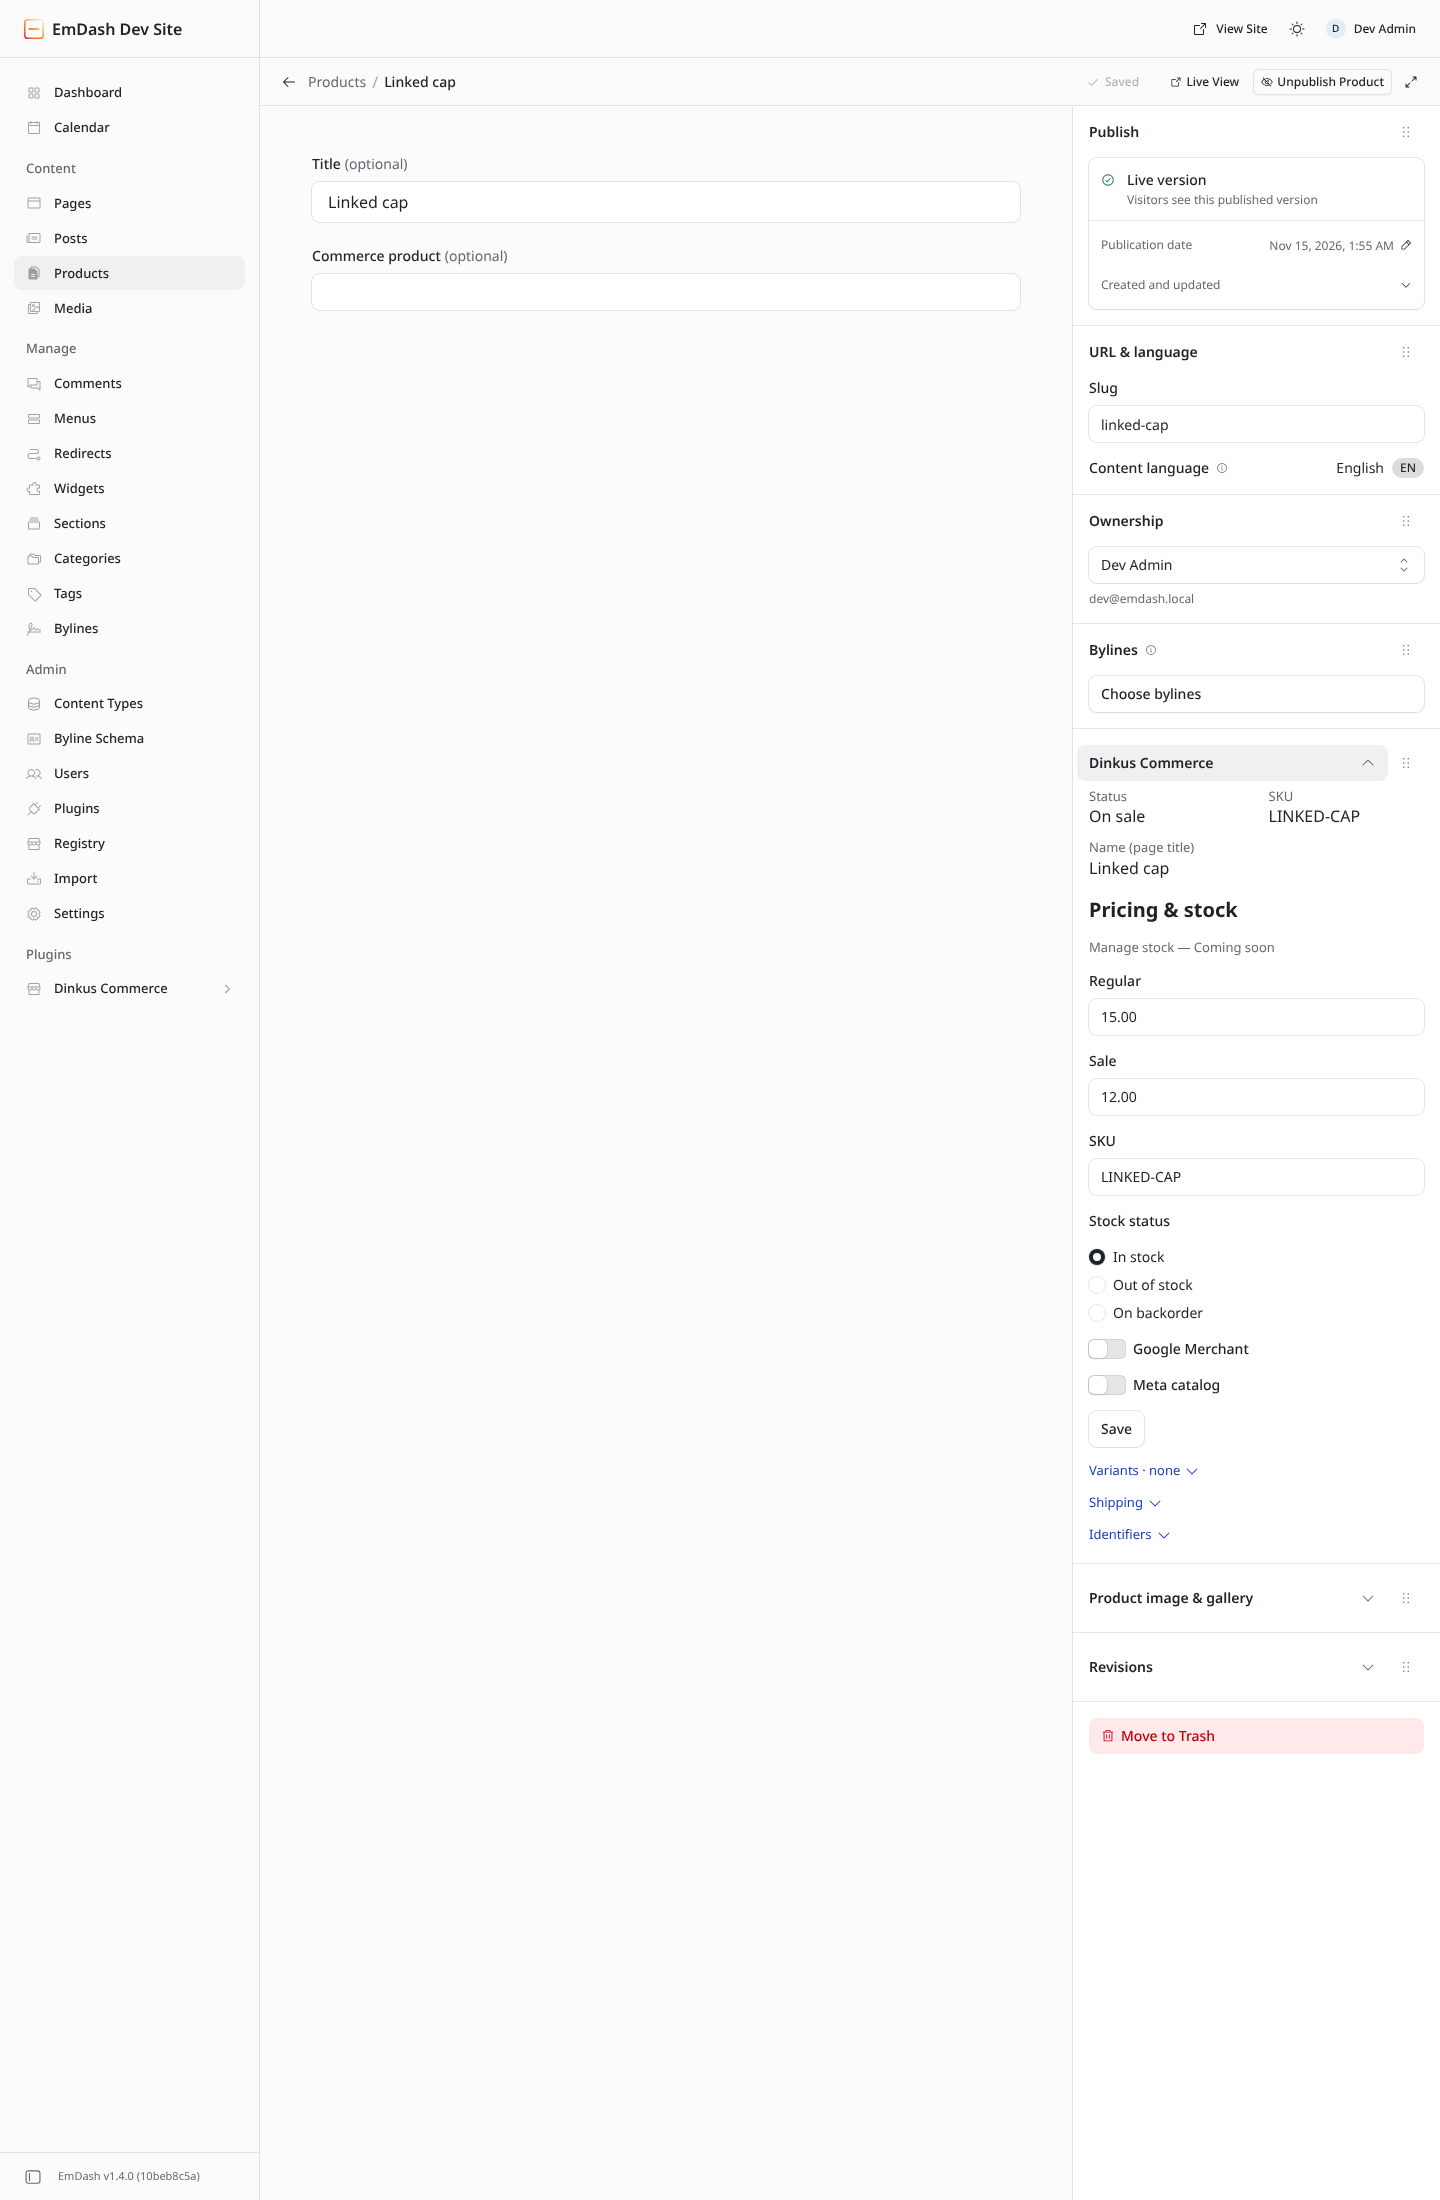 EmDash Dev Site
View Site
D
Dev Admin
Dashboard
Calendar
Content
Pages
Posts
Products
Media
Manage
Comments
Menus
Redirects
Widgets
Sections
Categories
Tags
Bylines
Admin
Content Types
Byline Schema
Users
Plugins
Registry
Import
Settings
Plugins
Dinkus Commerce
EmDash v1.4.0 (10beb8c5a)
Products / Linked cap
Saved
Live View
Unpublish Product
Title (optional)
Linked cap
Commerce product (optional)
Publish
Live version
Visitors see this published version
Publication date
Nov 15, 2026, 1:55 AM
Created and updated
URL & language
Slug
linked-cap
Content language
English
EN
Ownership
Dev Admin
dev@emdash.local
Bylines
Choose bylines
Dinkus Commerce
Status
On sale
SKU
LINKED-CAP
Name (page title)
Linked cap
Pricing & stock
Manage stock — Coming soon
Regular
15.00
Sale
12.00
SKU
LINKED-CAP
Stock status
In stock
Out of stock
On backorder
Google Merchant
Meta catalog
Save
Variants · none
Shipping
Identifiers
Product image & gallery
Revisions
Move to Trash